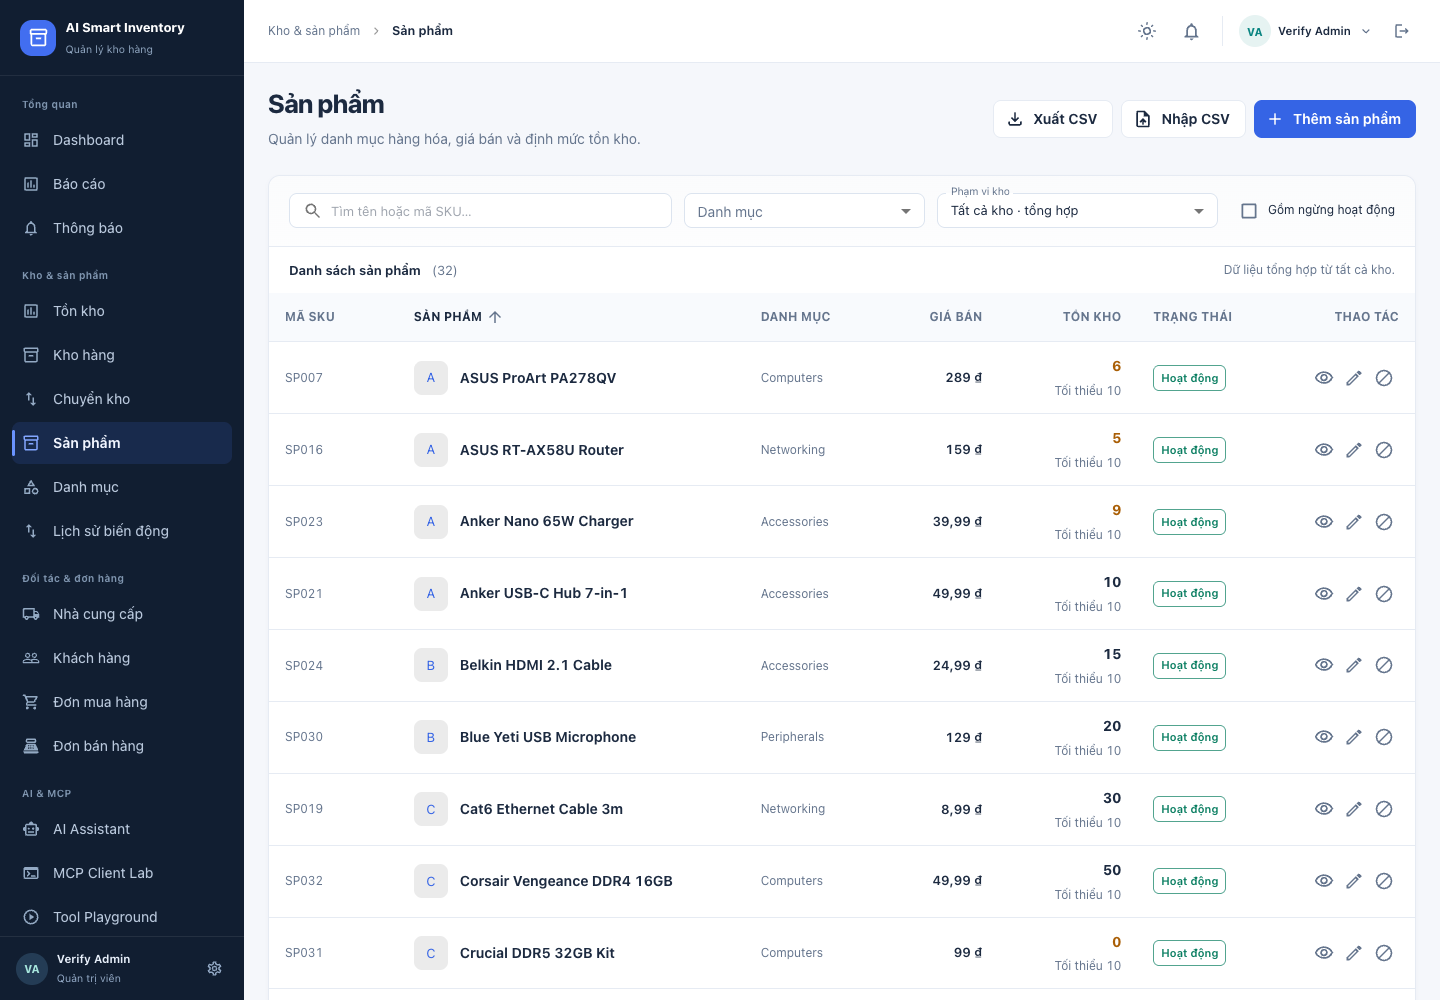 AI Smart Inventory
Quản lý kho hàng
Tổng quan
Dashboard
Báo cáo
Thông báo
Kho & sản phẩm
Tồn kho
Kho hàng
Chuyển kho
Sản phẩm
Danh mục
Lịch sử biến động
Đối tác & đơn hàng
Nhà cung cấp
Khách hàng
Đơn mua hàng
Đơn bán hàng
AI & MCP
AI Assistant
MCP Client Lab
Tool Playground
VA
Verify Admin
Quản trị viên
Kho & sản phẩm > Sản phẩm
VA Verify Admin
Sản phẩm
Quản lý danh mục hàng hóa, giá bán và định mức tồn kho.
Xuất CSV
Nhập CSV
Thêm sản phẩm
Tìm tên hoặc mã SKU...
Danh mục
Phạm vi kho
Tất cả kho · tổng hợp
Gồm ngừng hoạt động
Danh sách sản phẩm (32)
Dữ liệu tổng hợp từ tất cả kho.
MÃ SKU SẢN PHẨM DANH MỤC GIÁ BÁN TỒN KHO TRẠNG THÁI THAO TÁC
SP007 A ASUS ProArt PA278QV Computers 289 ₫ 6 Hoạt động
Tối thiểu 10
SP016 A ASUS RT-AX58U Router Networking 159 ₫ 5 Hoạt động
Tối thiểu 10
SP023 A Anker Nano 65W Charger Accessories 39,99 ₫ 9 Hoạt động
Tối thiểu 10
SP021 A Anker USB-C Hub 7-in-1 Accessories 49,99 ₫ 10 Hoạt động
Tối thiểu 10
SP024 B Belkin HDMI 2.1 Cable Accessories 24,99 ₫ 15 Hoạt động
Tối thiểu 10
SP030 B Blue Yeti USB Microphone Peripherals 129 ₫ 20 Hoạt động
Tối thiểu 10
SP019 C Cat6 Ethernet Cable 3m Networking 8,99 ₫ 30 Hoạt động
Tối thiểu 10
SP032 C Corsair Vengeance DDR4 16GB Computers 49,99 ₫ 50 Hoạt động
Tối thiểu 10
SP031 C Crucial DDR5 32GB Kit Computers 99 ₫ 0 Hoạt động
Tối thiểu 10